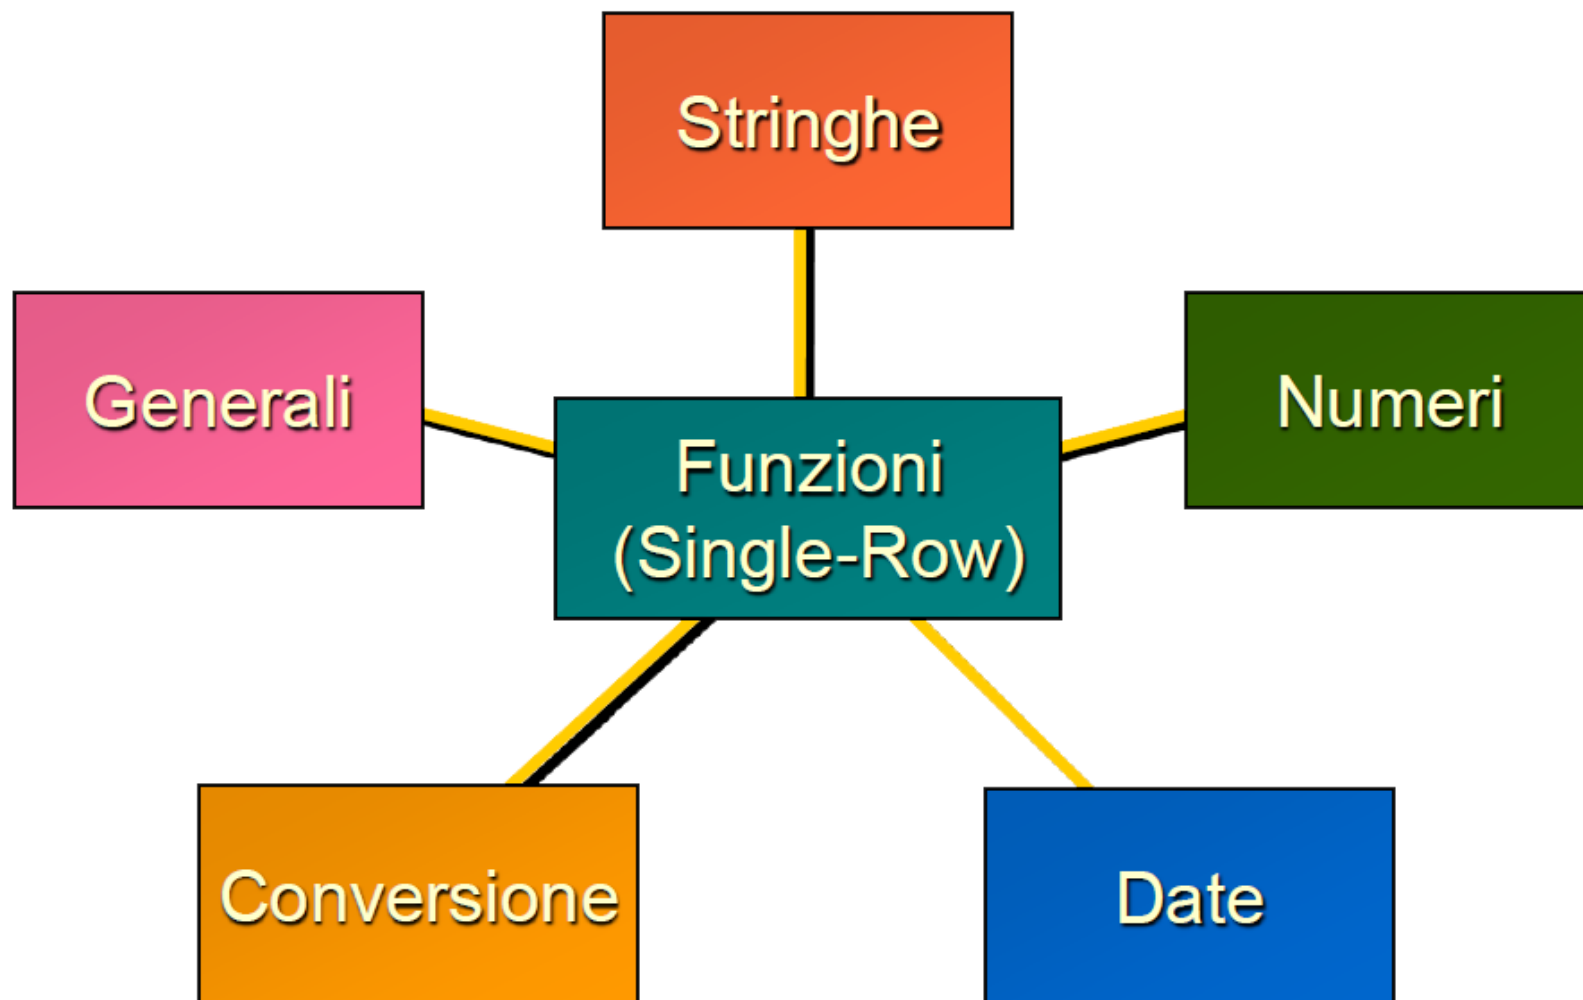 Stringhe
Generali
Numeri
Funzioni
(Single-Row)
Conversione
Date